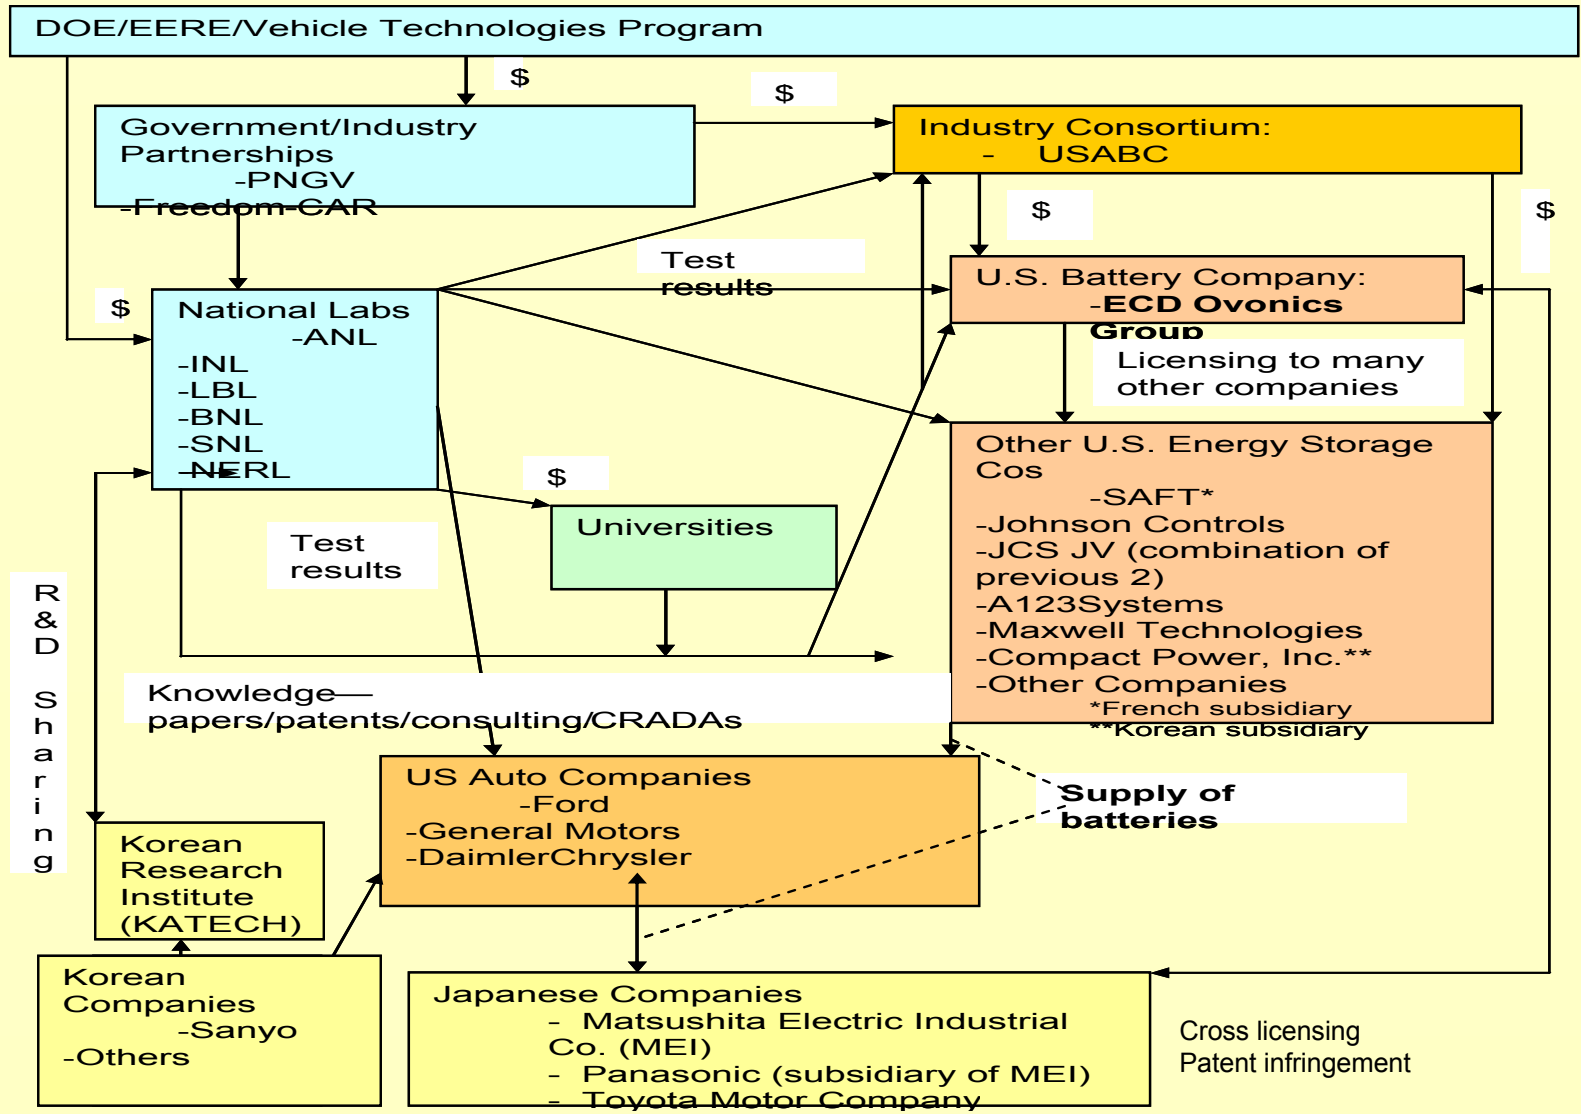 DOE/EERE/Vehicle Technologies Program
$
$
Government/Industry
Partnerships
-PNGV
-Freedom-CAR
Industry Consortium:
- USABC
$
$
Test
results
U.S. Battery Company:
-ECD Ovonics
Group
$
National Labs
-ANL
-INL
-LBL
-BNL
-SNL
-NERL
Licensing to many
other companies
Other U.S. Energy Storage
Cos
-SAFT*
-Johnson Controls
-JCS JV (combination of
previous 2)
-A123Systems
-Maxwell Technologies
-Compact Power, Inc.**
-Other Companies
*French subsidiary
**Korean subsidiary
$
Universities
Test
results
R
&
D
S
h
a
r
i
n
g
Knowledge—
papers/patents/consulting/CRADAs
US Auto Companies
-Ford
-General Motors
-DaimlerChrysler
Supply of
batteries
Korean
Research
Institute
(KATECH)
Korean
Companies
-Sanyo
-Others
Japanese Companies
- Matsushita Electric Industrial
Co. (MEI)
- Panasonic (subsidiary of MEI)
- Toyota Motor Company
Cross licensing
Patent infringement